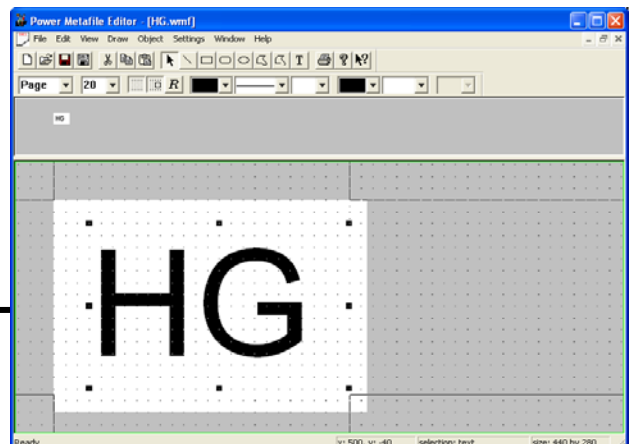 Power Metafile Editor - [HG.wmf]
File Edit View Draw Object Settings Window Help
T ? ?
Page 20 R
HG
HG
Ready x: 500, y: -40 selection: text size: 440 by 280